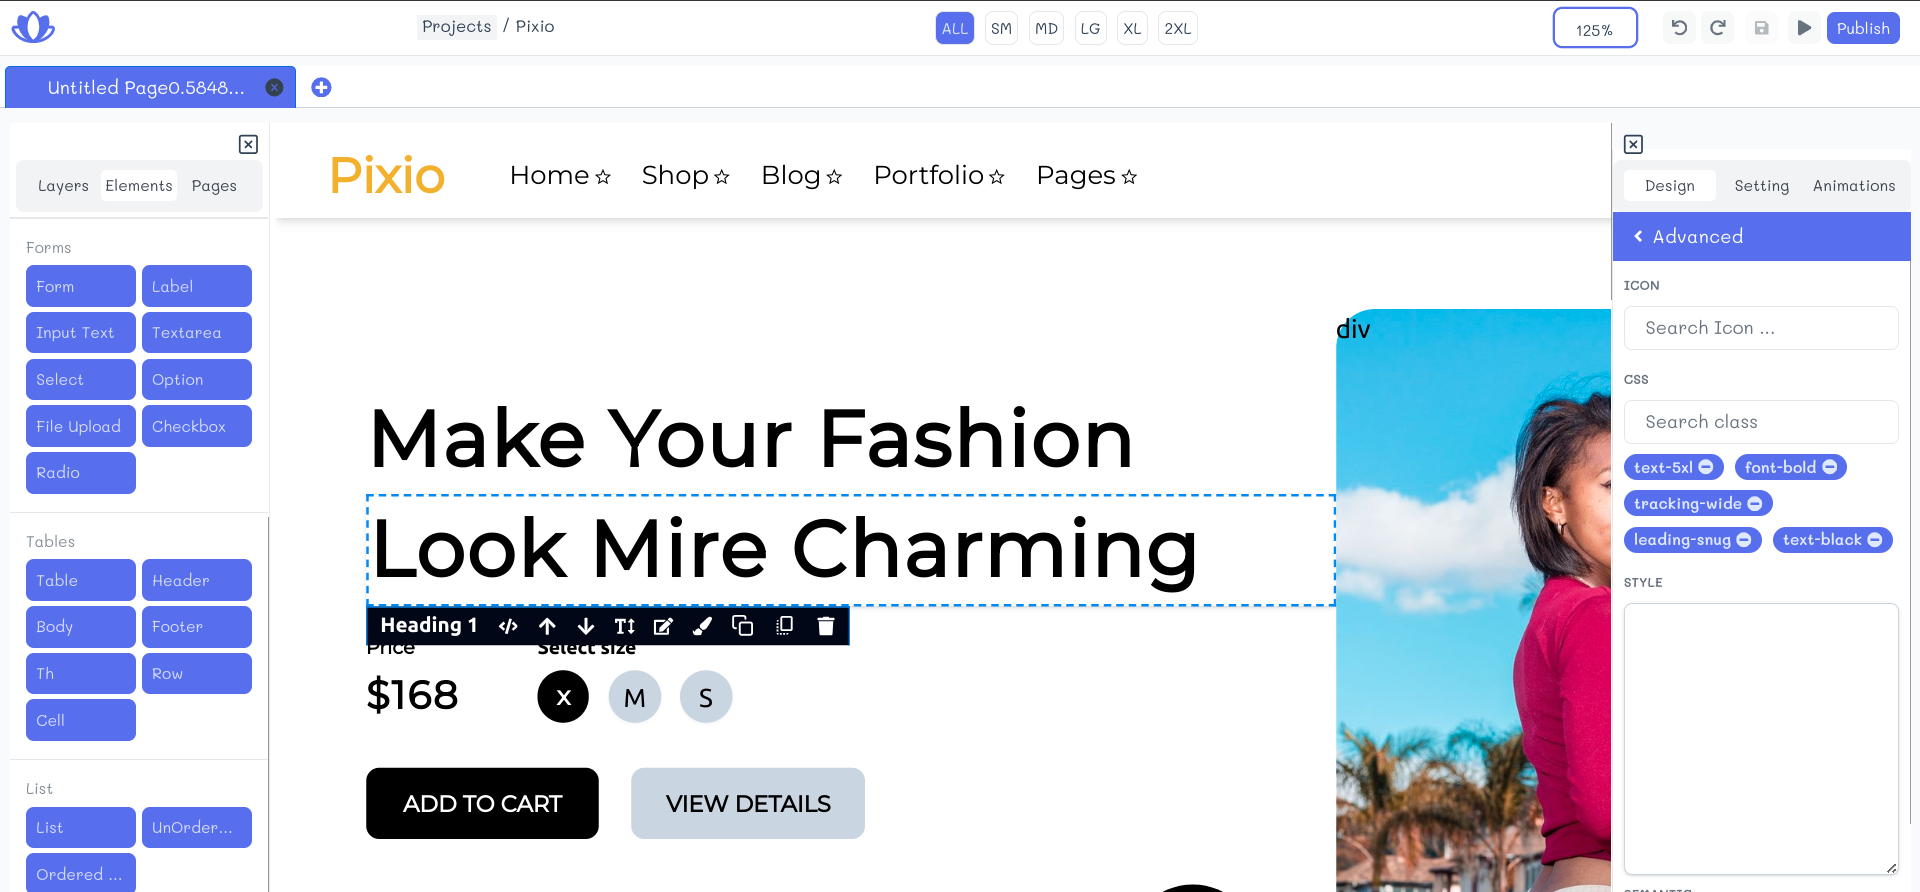 Projects / Pixio
ALL SM MD LG XL 2XL
125%
Publish
Untitled Page0.5848...
Layers Elements Pages
Forms
Form Label
Input Text Textarea
Select Option
File Upload Checkbox
Radio
Tables
Table Header
Body Footer
Th Row
Cell
List
List UnOrder...
Ordered ...
Pixio
Home Shop Blog Portfolio Pages
div
Make Your Fashion
Look Mire Charming
Heading 1
Price Select size
$168 X M S
ADD TO CART VIEW DETAILS
Design Setting Animations
Advanced
ICON
Search Icon ...
CSS
Search class
text-5xl font-bold
tracking-wide
leading-snug text-black
STYLE
SEMANTIC